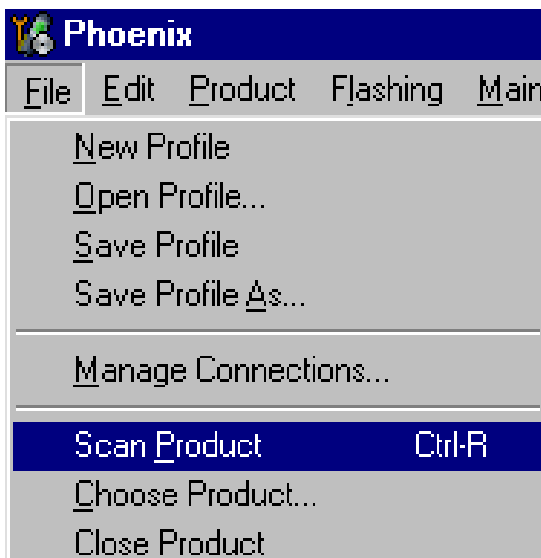 Phoenix
File Edit Product Flashing Main
New Profile
Open Profile...
Save Profile
Save Profile As...
Manage Connections...
Scan Product Ctrl-R
Choose Product...
Close Product